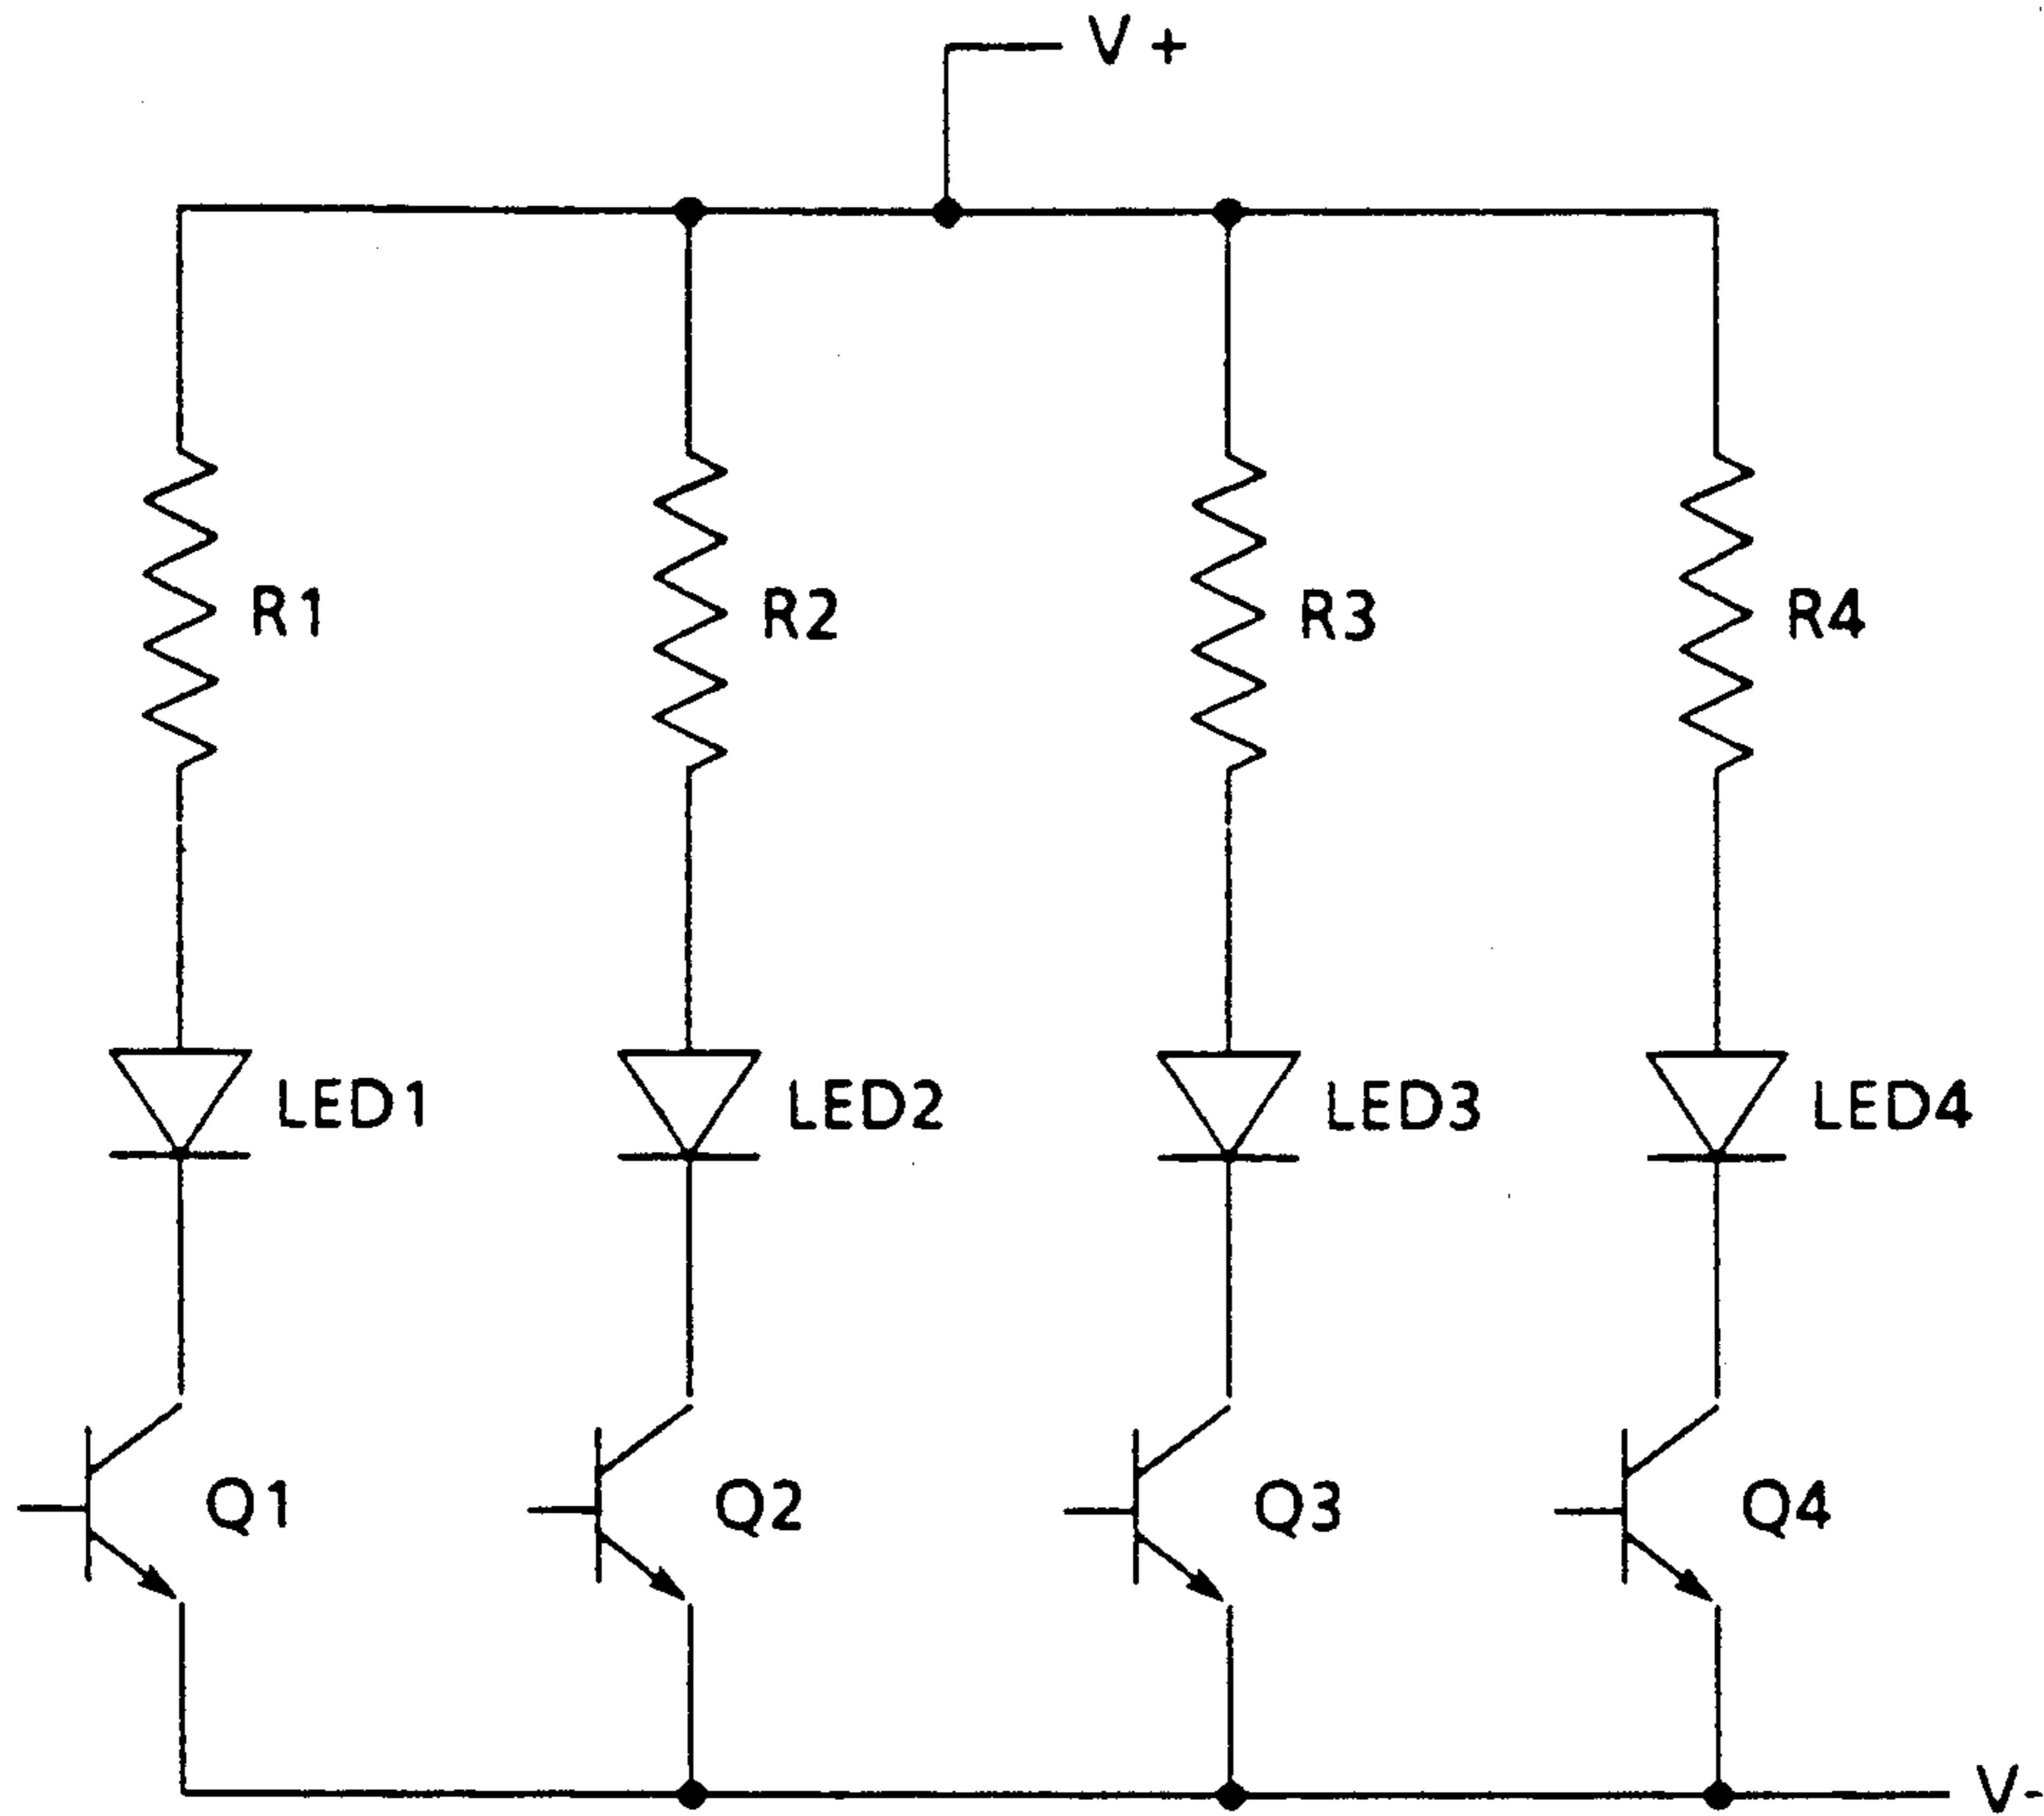 V +
R1 R2 R3 R4
LED1 LED2 LED3 LED4
Q1 Q2 Q3 Q4
V-